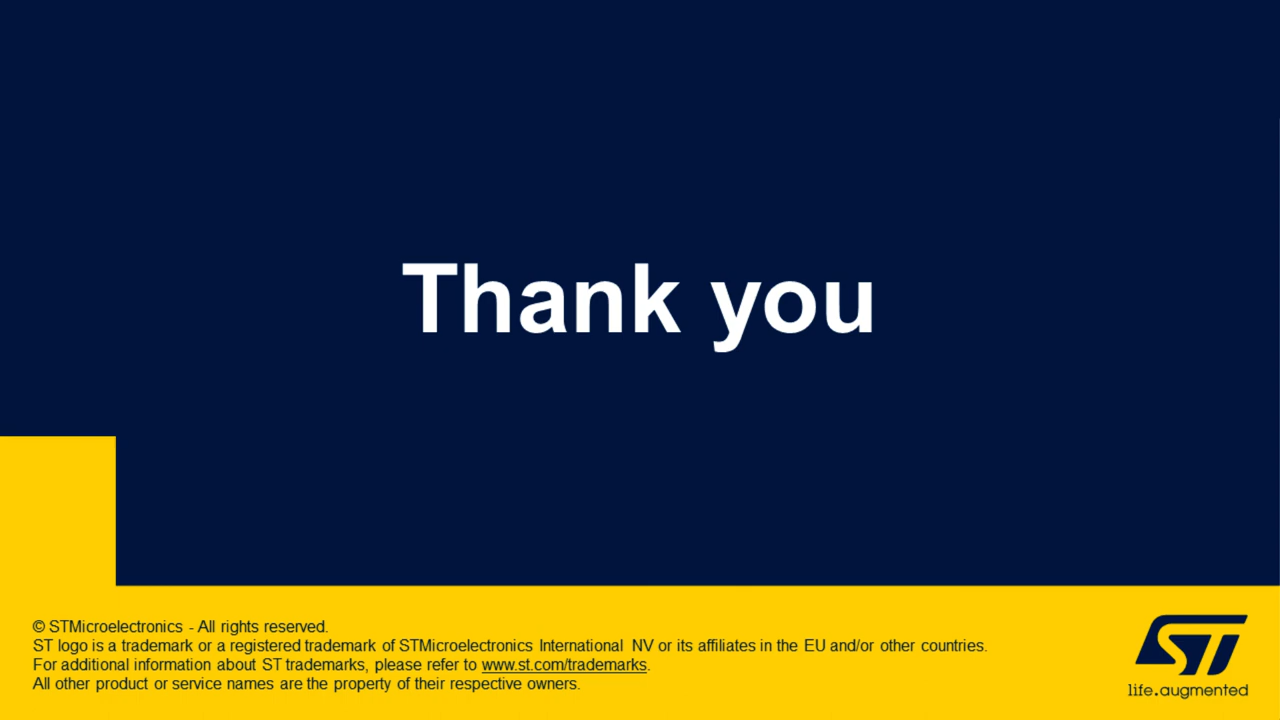 Thank you
© STMicroelectronics - All rights reserved.
ST logo is a trademark or a registered trademark of STMicroelectronics International NV or its affiliates in the EU and/or other countries.
For additional information about ST trademarks, please refer to www.st.com/trademarks.
All other product or service names are the property of their respective owners.
ST
life.augmented